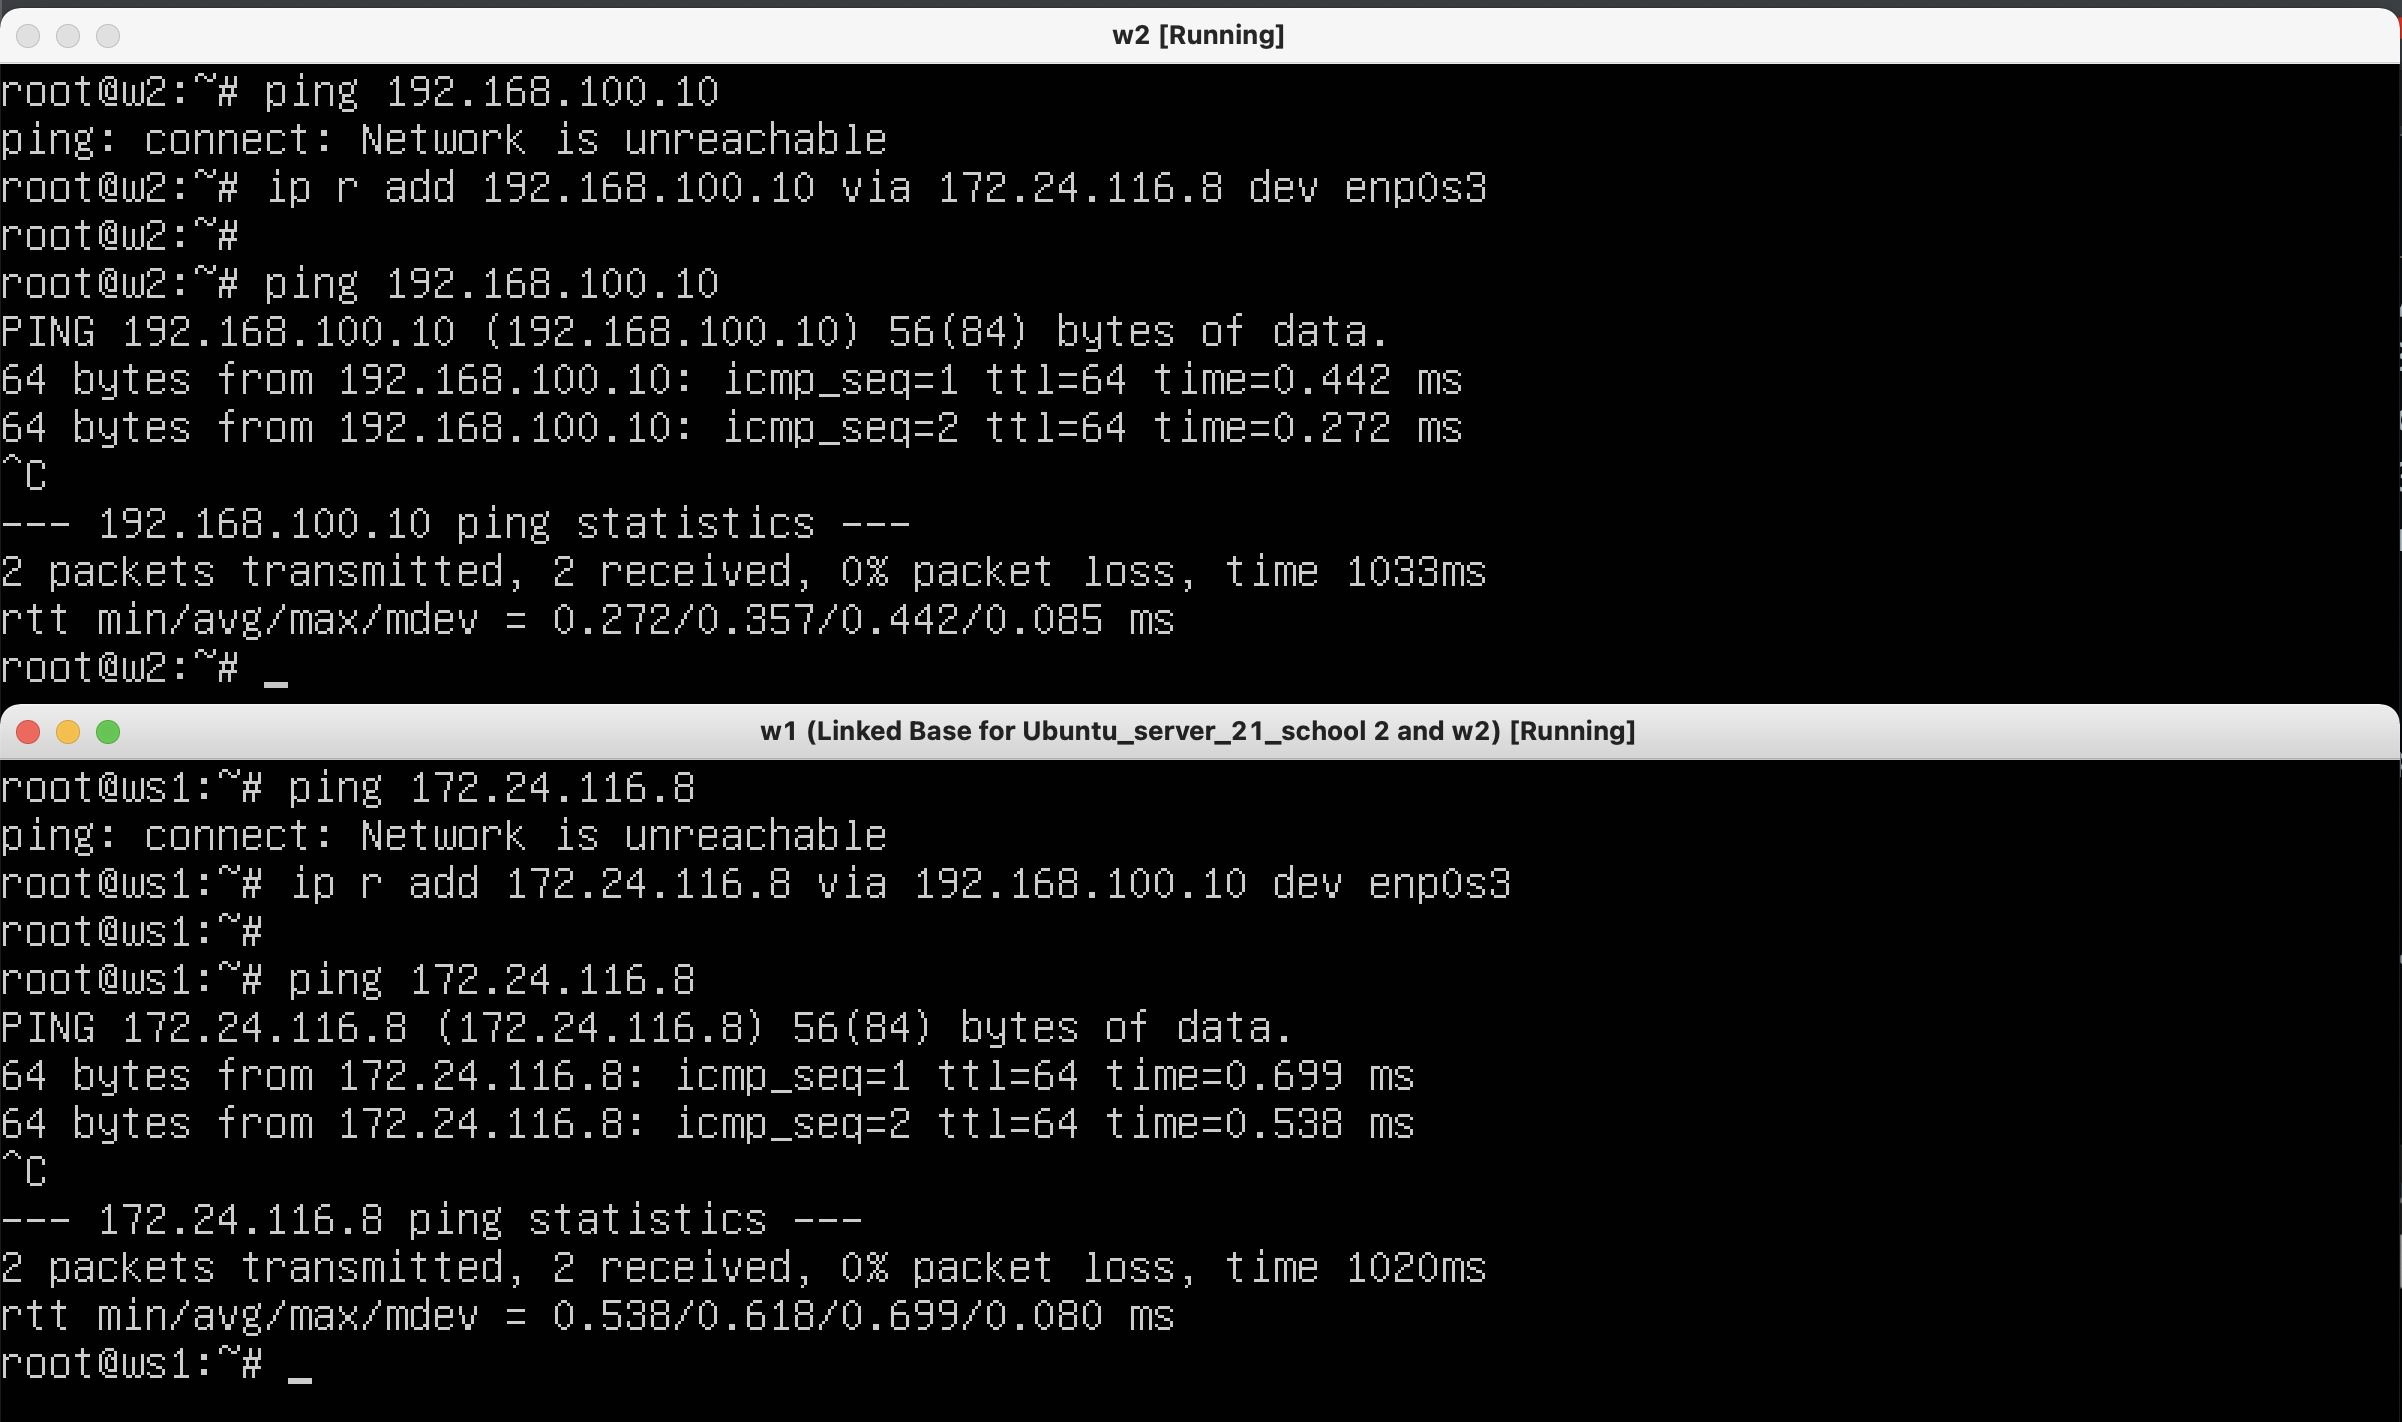 w2 [Running]
root@w2:~# ping 192.168.100.10
ping: connect: Network is unreachable
root@w2:~# ip r add 192.168.100.10 via 172.24.116.8 dev enp0s3
root@w2:~#
root@w2:~# ping 192.168.100.10
PING 192.168.100.10 (192.168.100.10) 56(84) bytes of data.
64 bytes from 192.168.100.10: icmp_seq=1 ttl=64 time=0.442 ms
64 bytes from 192.168.100.10: icmp_seq=2 ttl=64 time=0.272 ms
^C
--- 192.168.100.10 ping statistics ---
2 packets transmitted, 2 received, 0% packet loss, time 1033ms
rtt min/avg/max/mdev = 0.272/0.357/0.442/0.085 ms
root@w2:~# _
w1 (Linked Base for Ubuntu_server_21_school 2 and w2) [Running]
root@ws1:~# ping 172.24.116.8
ping: connect: Network is unreachable
root@ws1:~# ip r add 172.24.116.8 via 192.168.100.10 dev enp0s3
root@ws1:~#
root@ws1:~# ping 172.24.116.8
PING 172.24.116.8 (172.24.116.8) 56(84) bytes of data.
64 bytes from 172.24.116.8: icmp_seq=1 ttl=64 time=0.699 ms
64 bytes from 172.24.116.8: icmp_seq=2 ttl=64 time=0.538 ms
^C
--- 172.24.116.8 ping statistics ---
2 packets transmitted, 2 received, 0% packet loss, time 1020ms
rtt min/avg/max/mdev = 0.538/0.618/0.699/0.080 ms
root@ws1:~# _